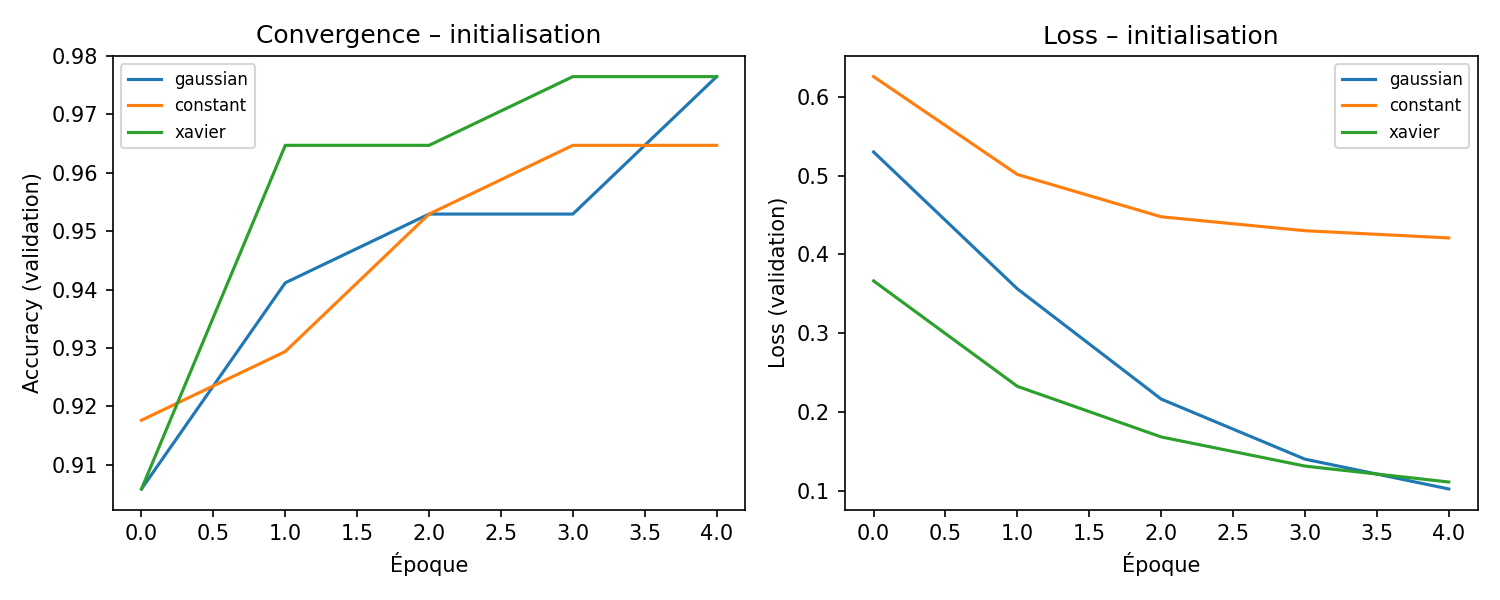 Convergence – initialisation
Accuracy (validation)
0.98
0.97
0.96
0.95
0.94
0.93
0.92
0.91
gaussian
constant
xavier
0.0 0.5 1.0 1.5 2.0 2.5 3.0 3.5 4.0
Époque
Loss – initialisation
Loss (validation)
0.6
0.5
0.4
0.3
0.2
0.1
gaussian
constant
xavier
0.0 0.5 1.0 1.5 2.0 2.5 3.0 3.5 4.0
Époque